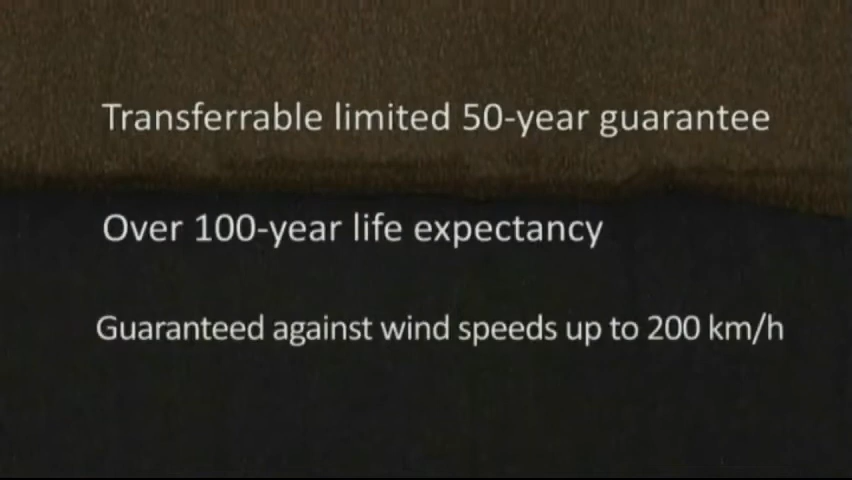 Transferrable limited 50-year guarantee
Over 100-year life expectancy
Guaranteed against wind speeds up to 200 km/h